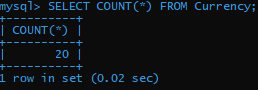 mysql> SELECT COUNT(*) FROM Currency;
+----------+
| COUNT(*) |
+----------+
|       20 |
+----------+
1 row in set (0.02 sec)